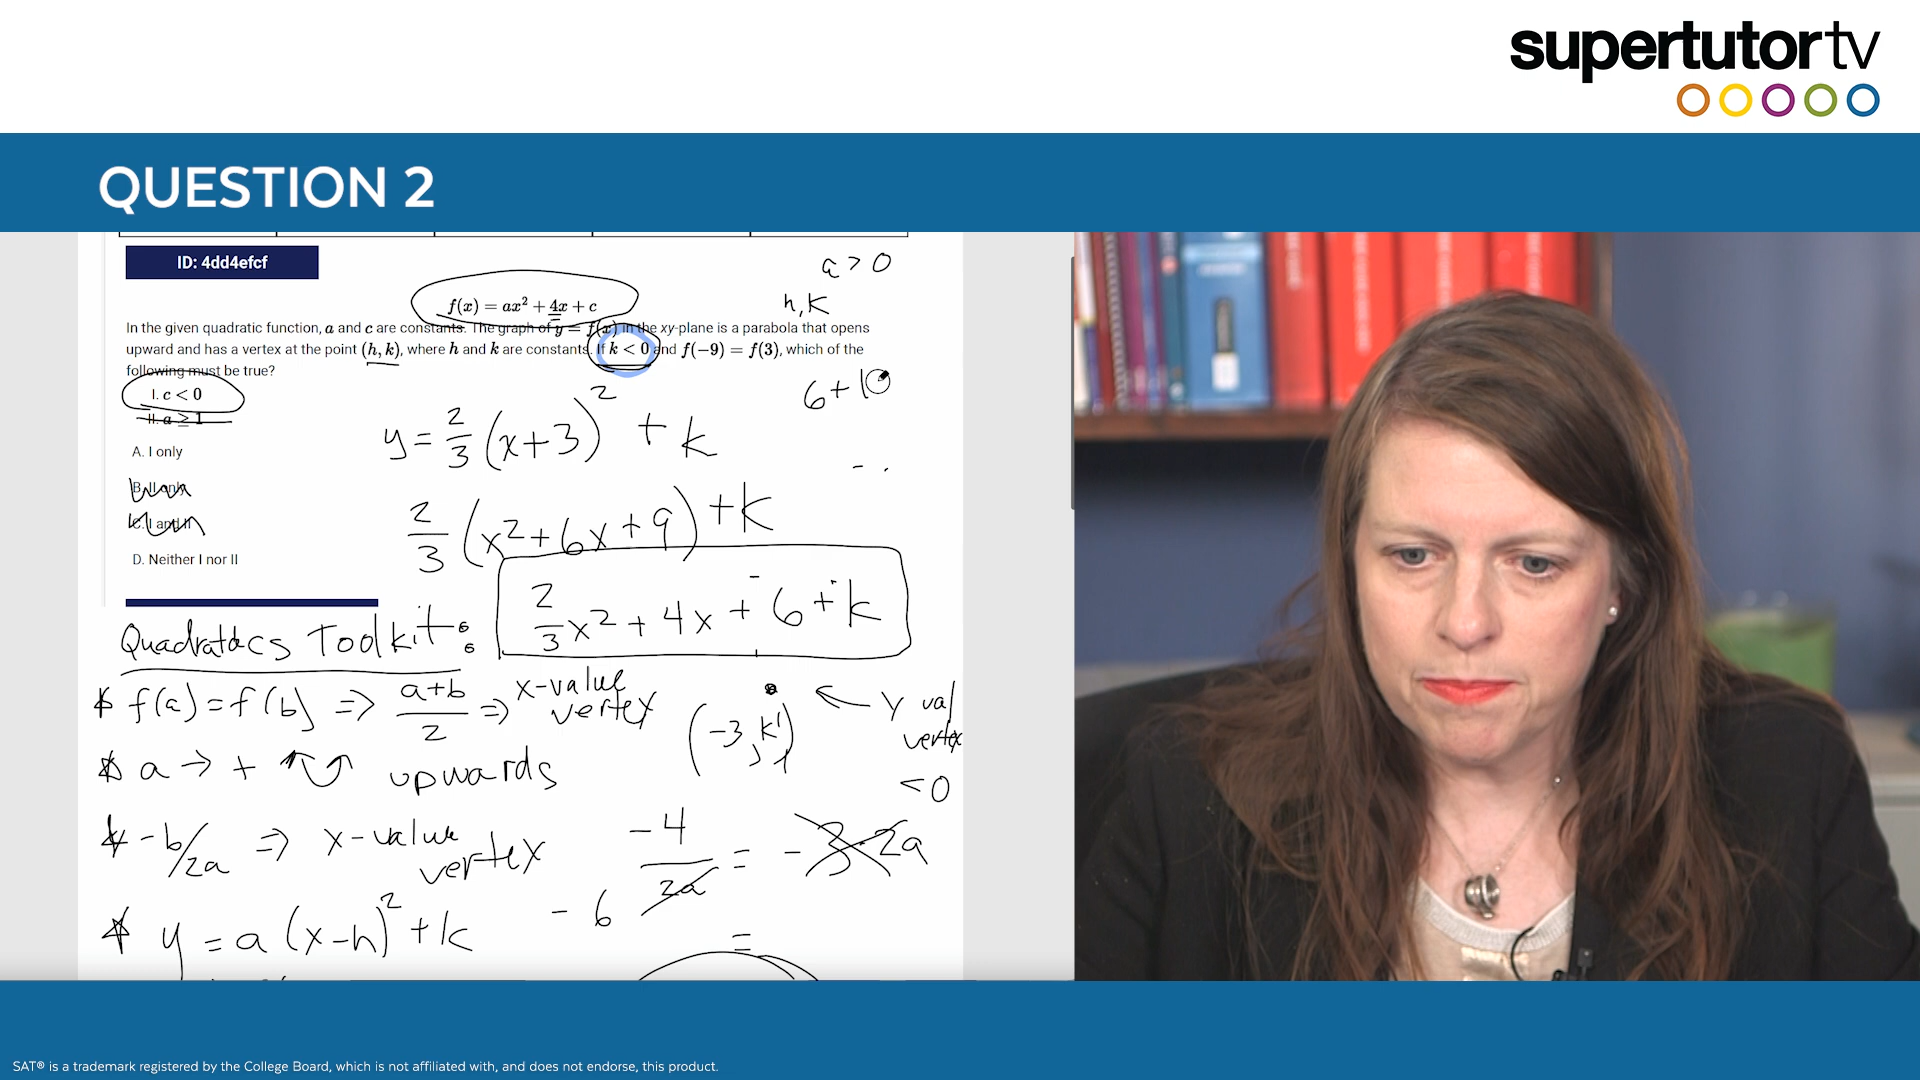 supertutortv
QUESTION 2
ID: 4dd4efcf
a > 0
f(x) = ax² + 4x + c
h, K
In the given quadratic function, a and c are constants. The graph of y = f(x) in the xy-plane is a parabola that opens
upward and has a vertex at the point (h, k), where h and k are constants. If k < 0 and f(−9) = f(3), which of the
following must be true?
I. c < 0
6 + 10
II. a ≥ 1
y = 2/3 (x+3)² + k
A. I only
B. II only
2/3 (x² + 6x + 9) + k
C. I and II
D. Neither I nor II
2/3 x² + 4x + 6 + k
Quadratics Toolkit:
f(a) = f(b) ⇒ a+b/2 ⇒ x-value vertex
(-3, k)
← y val vertex
< 0
a → + upwards
-b/2a ⇒ x-value vertex
-4/2a = -3·2a
-6
=
y = a(x-h)² + k
SAT® is a trademark registered by the College Board, which is not affiliated with, and does not endorse, this product.